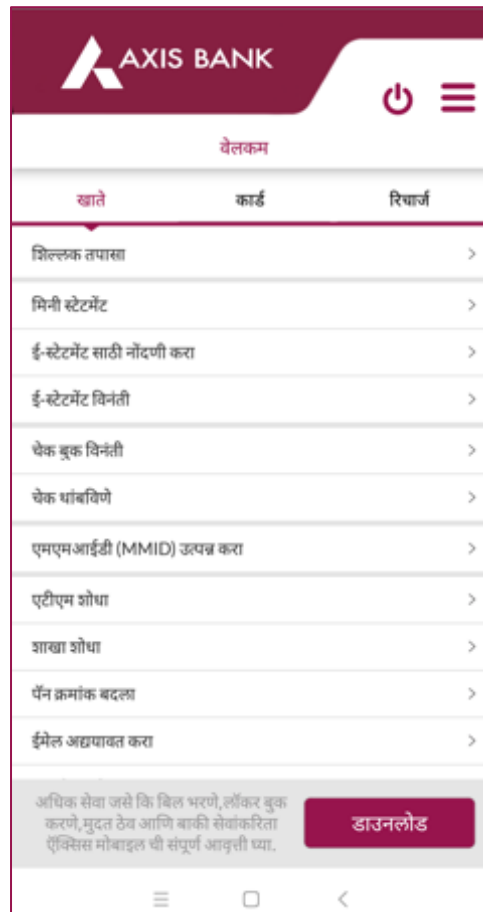 AXIS BANK
वेलकम
खाते
कार्ड
रिचार्ज
शिल्लक तपासा
मिनी स्टेटमेंट
ई-स्टेटमेंट साठी नोंदणी करा
ई-स्टेटमेंट विनंती
चेक बुक विनंती
चेक थांबविणे
एमएमआईडी (MMID) उत्पन्न करा
एटीएम शोधा
शाखा शोधा
पॅन क्रमांक बदला
ईमेल अद्ययावत करा
अधिक सेवा जसे कि बिल भरणे,लॉकर बुक
करणे,मुदत ठेव आणि बाकी सेवांकरिता
ऍक्सिस मोबाइल ची संपूर्ण आवृत्ती घ्या.
डाउनलोड